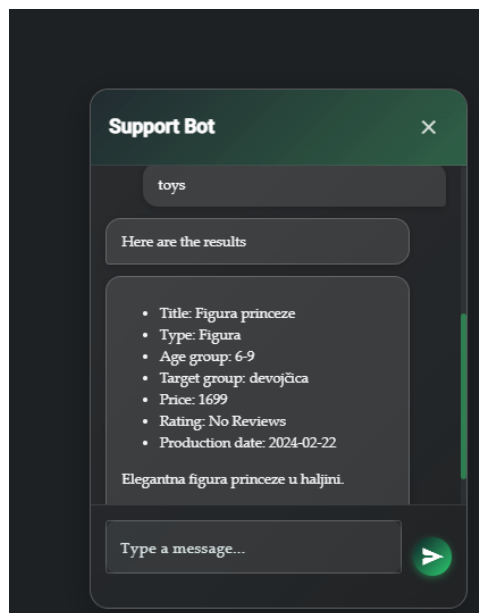 Support Bot
toys
Here are the results
Title: Figura princeze
Type: Figura
Age group: 6-9
Target group: devojčica
Price: 1699
Rating: No Reviews
Production date: 2024-02-22
Elegantna figura princeze u haljini.
Type a message...